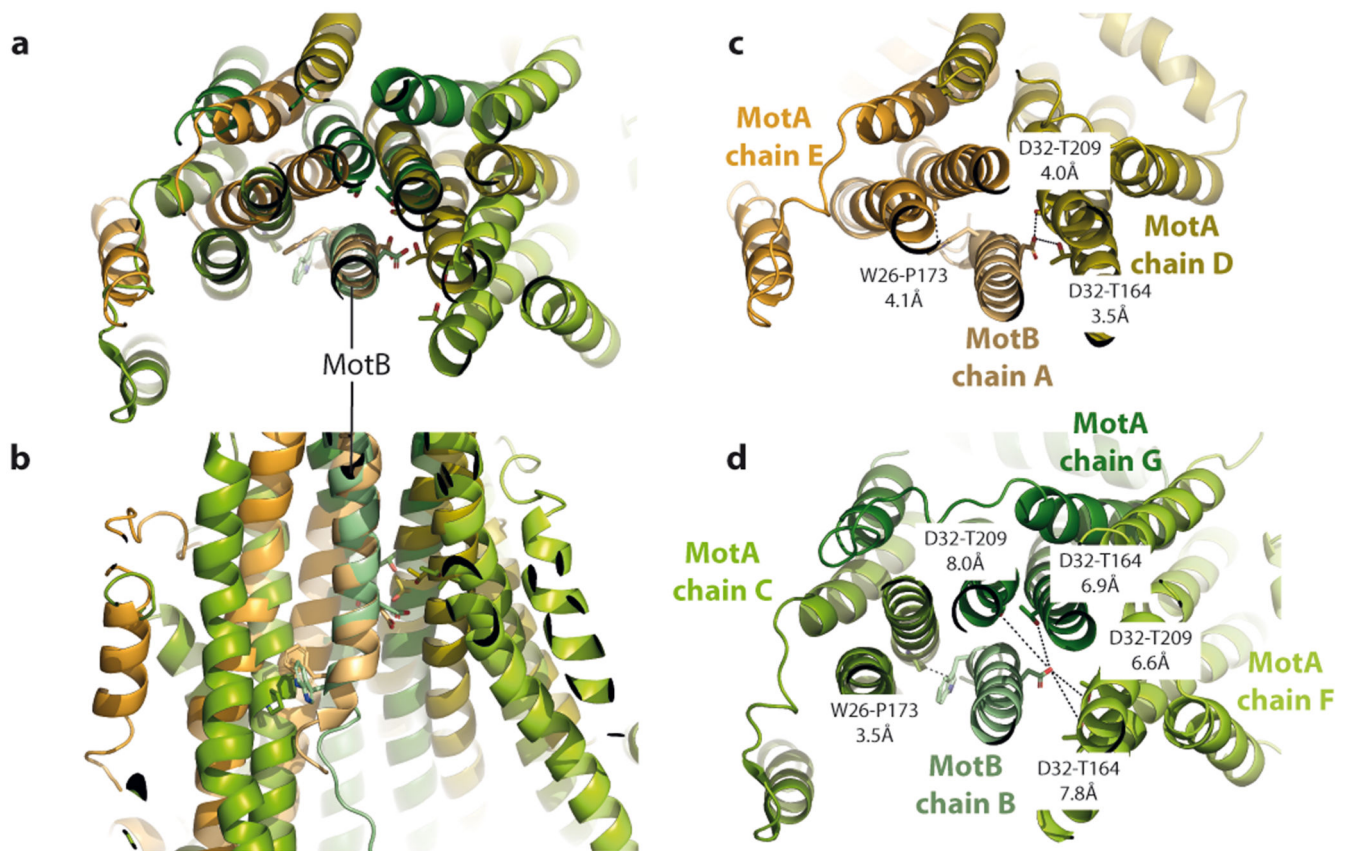 a
MotB
b
c
MotA
chain E
D32-T209
4.0Å
MotA
chain D
W26-P173
4.1Å
D32-T164
3.5Å
MotB
chain A
d
MotA
chain G
MotA
chain C
D32-T209
8.0Å
D32-T164
6.9Å
D32-T209
6.6Å
MotA
chain F
W26-P173
3.5Å
MotB
chain B
D32-T164
7.8Å